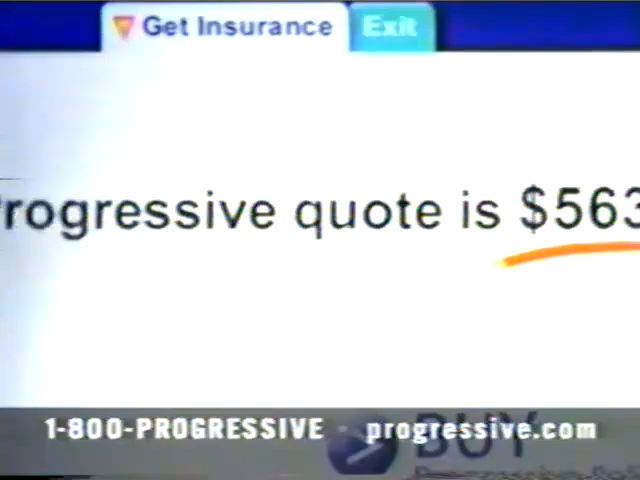 Get Insurance Exit
rogressive quote is $563
1-800-PROGRESSIVE - progressive.com
BUY